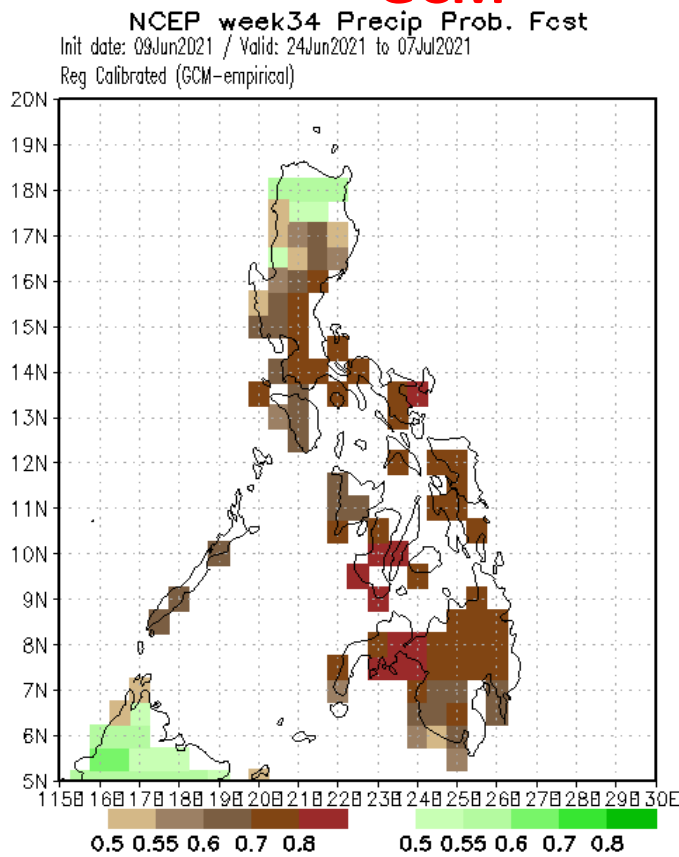 GCM
NCEP week34 Precip Prob. Fcst
Init date: 09Jun2021 / Valid: 24Jun2021 to 07Jul2021
Reg Calibrated (GCM-empirical)
20N
19N
18N
17N
16N
15N
14N
13N
12N
11N
10N
9N
8N
7N
6N
5N
0.5 0.55 0.6 0.7 0.8 0.5 0.55 0.6 0.7 0.8